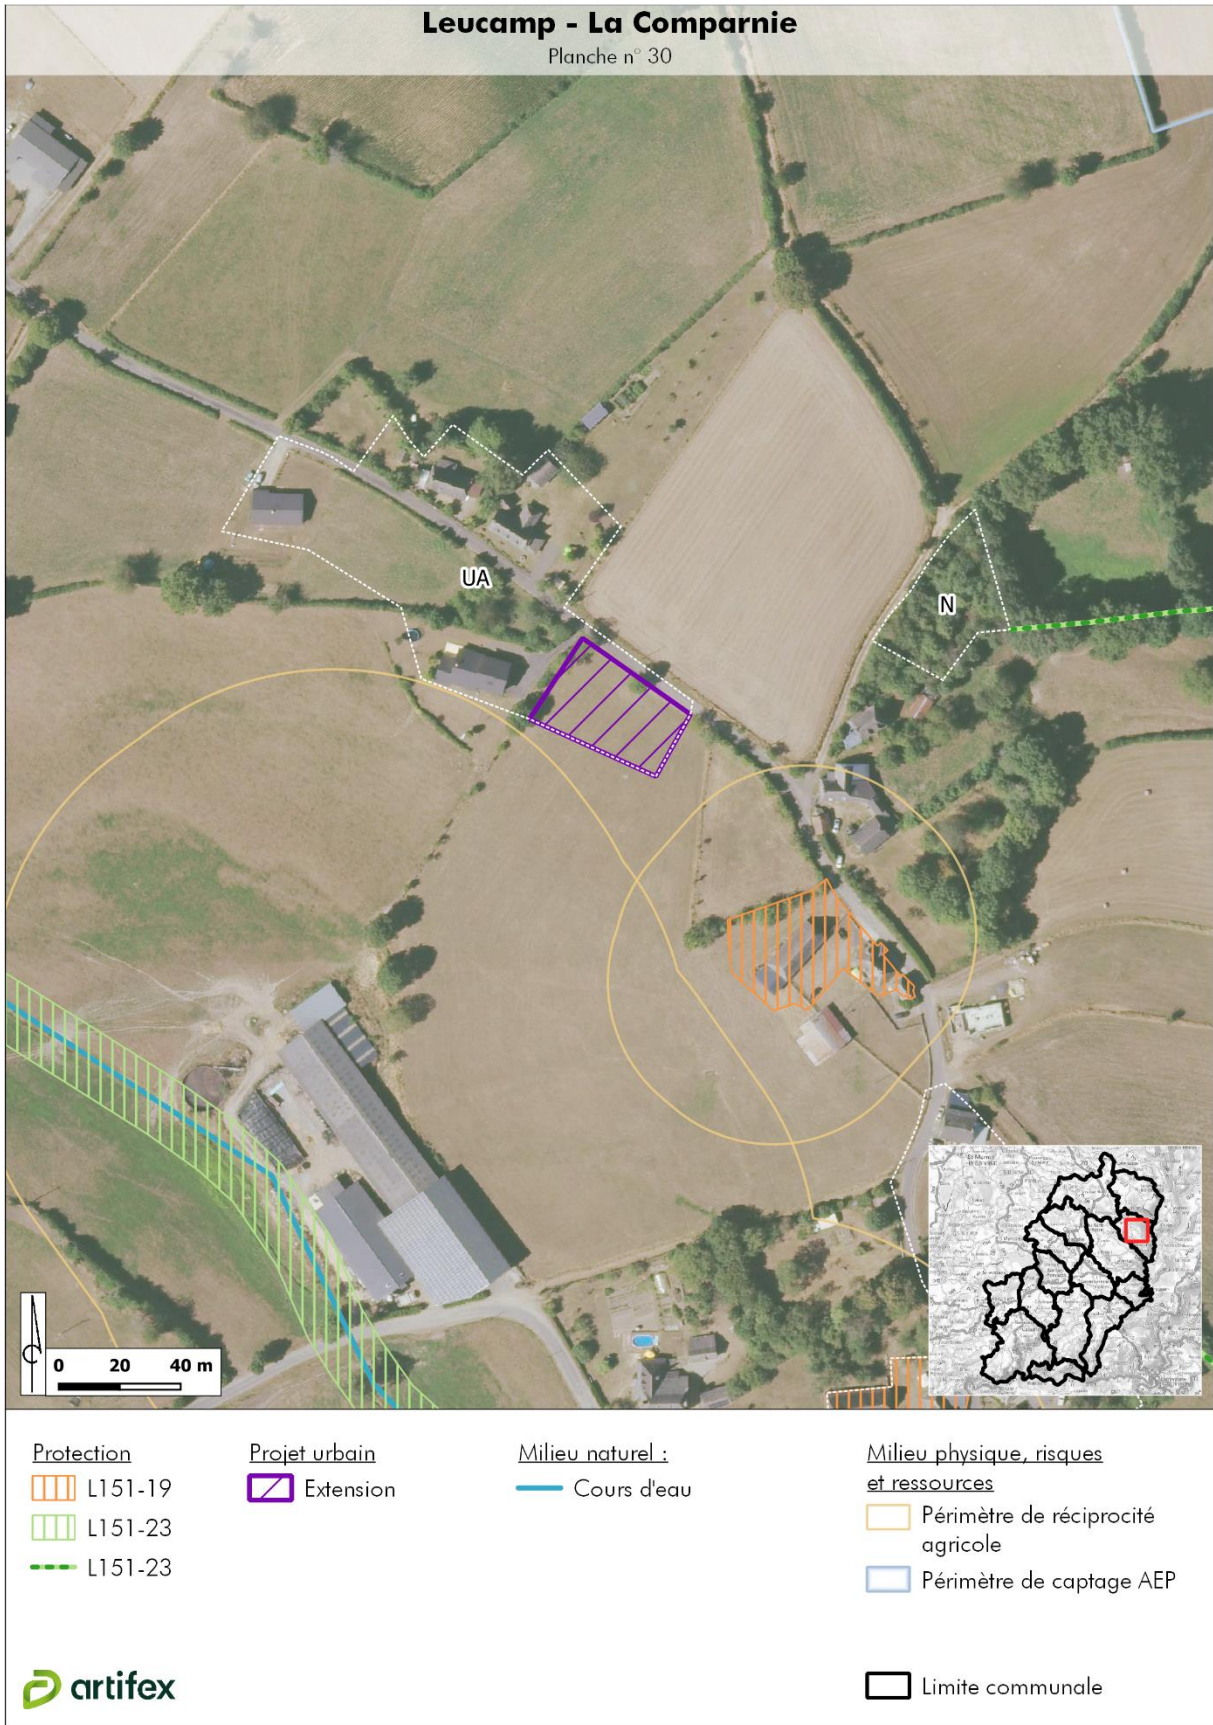 Leucamp - La Comparnie
Planche n° 30
UA
N
0 20 40 m
Protection
L151-19
L151-23
L151-23
Projet urbain
Extension
Milieu naturel :
Cours d'eau
Milieu physique, risques
et ressources
Périmètre de réciprocité
agricole
Périmètre de captage AEP
Limite communale
artifex